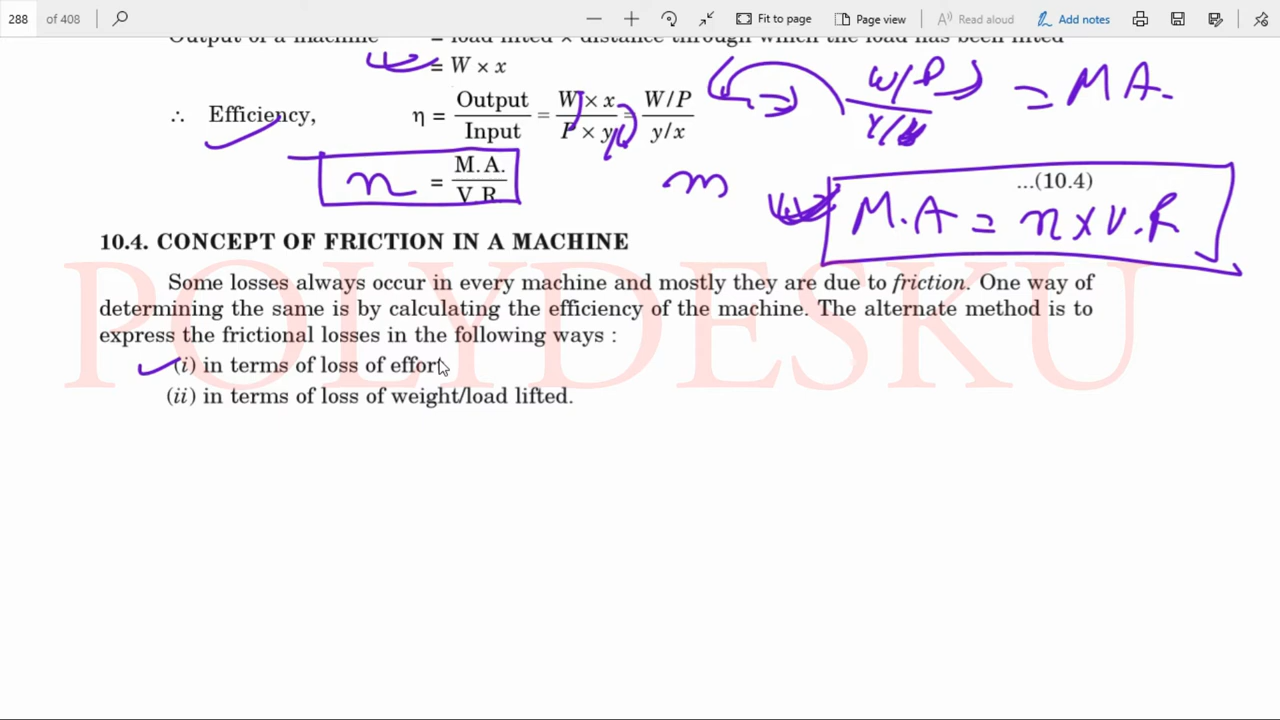 288 of 408 Fit to page Page view Read aloud Add notes
Output of a machine = load lifted × distance through which the load has been lifted
= W × x
∴ Efficiency, η = Output / Input = W × x / P × y = W/P / y/x
W/P / Y/x = M A.
n = M.A. / V.R.
m
...(10.4)
M.A = n × V.R
10.4. CONCEPT OF FRICTION IN A MACHINE
Some losses always occur in every machine and mostly they are due to friction. One way of
determining the same is by calculating the efficiency of the machine. The alternate method is to
express the frictional losses in the following ways :
(i) in terms of loss of effort
(ii) in terms of loss of weight/load lifted.
POLYDESKU